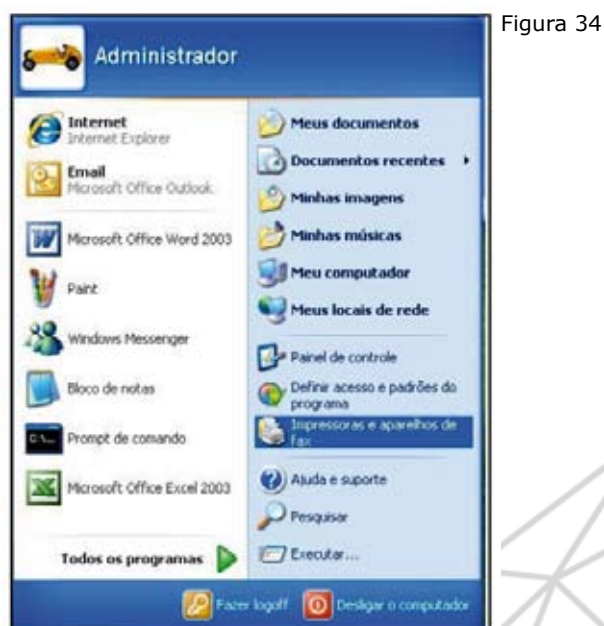 Figura 34
Administrador
Internet
Internet Explorer
Email
Microsoft Office Outlook
Microsoft Office Word 2003
Paint
Windows Messenger
Bloco de notas
Prompt de comando
Microsoft Office Excel 2003
Todos os programas
Meus documentos
Documentos recentes
Minhas imagens
Minhas músicas
Meu computador
Meus locais de rede
Painel de controle
Definir acesso e padrões do
programa
Impressoras e aparelhos de
fax
Ajuda e suporte
Pesquisar
Executar...
Fazer logoff
Desligar o computador